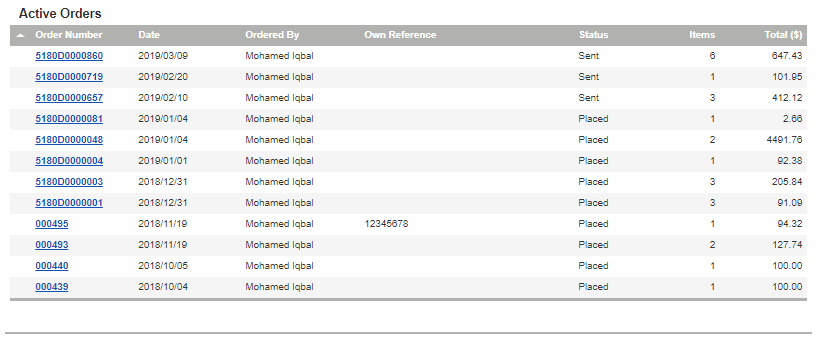 Active Orders
Order Number Date Ordered By Own Reference Status Items Total ($)
5180D0000860 2019/03/09 Mohamed Iqbal Sent 6 647.43
5180D0000719 2019/02/20 Mohamed Iqbal Sent 1 101.95
5180D0000657 2019/02/10 Mohamed Iqbal Sent 3 412.12
5180D0000081 2019/01/04 Mohamed Iqbal Placed 1 2.66
5180D0000048 2019/01/04 Mohamed Iqbal Placed 2 4491.76
5180D0000004 2019/01/01 Mohamed Iqbal Placed 1 92.38
5180D0000003 2018/12/31 Mohamed Iqbal Placed 3 205.84
5180D0000001 2018/12/31 Mohamed Iqbal Placed 3 91.09
000495 2018/11/19 Mohamed Iqbal 12345678 Placed 1 94.32
000493 2018/11/19 Mohamed Iqbal Placed 2 127.74
000440 2018/10/05 Mohamed Iqbal Placed 1 100.00
000439 2018/10/04 Mohamed Iqbal Placed 1 100.00